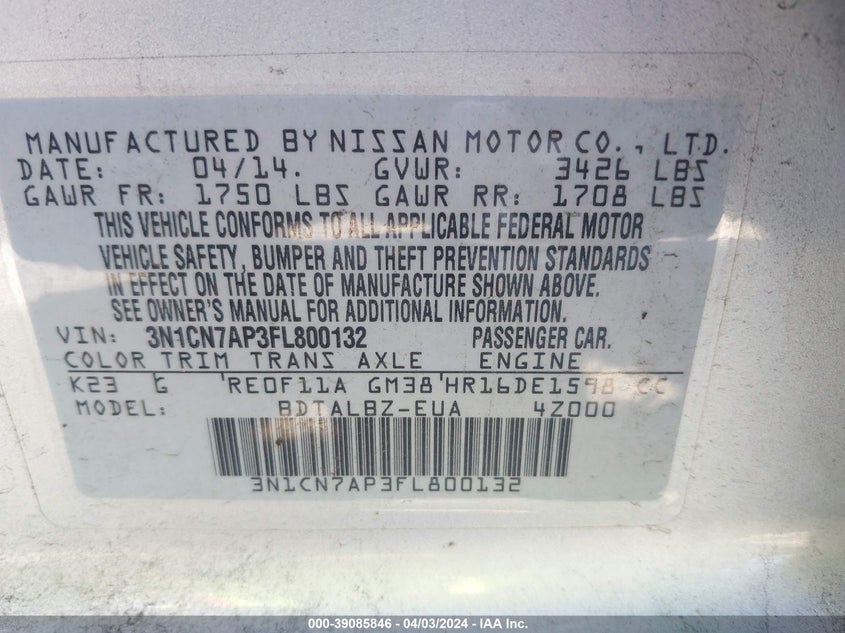 MANUFACTURED BY NISSAN MOTOR CO., LTD.
DATE: 04/14. GVWR: 3426 LBS
GAWR FR: 1750 LBS GAWR RR: 1708 LBS
THIS VEHICLE CONFORMS TO ALL APPLICABLE FEDERAL MOTOR
VEHICLE SAFETY, BUMPER AND THEFT PREVENTION STANDARDS
IN EFFECT ON THE DATE OF MANUFACTURE SHOWN ABOVE.
SEE OWNER'S MANUAL FOR ADDITIONAL INFORMATION.
VIN: 3N1CN7AP3FL800132 PASSENGER CAR.
COLOR TRIM TRANS AXLE ENGINE
K23 G RE0F11A GM38 HR16DE1598 CC
MODEL: BDTALBZ-EUA 4Z000
3N1CN7AP3FL800132
000-39085846 - 04/03/2024 - IAA Inc.